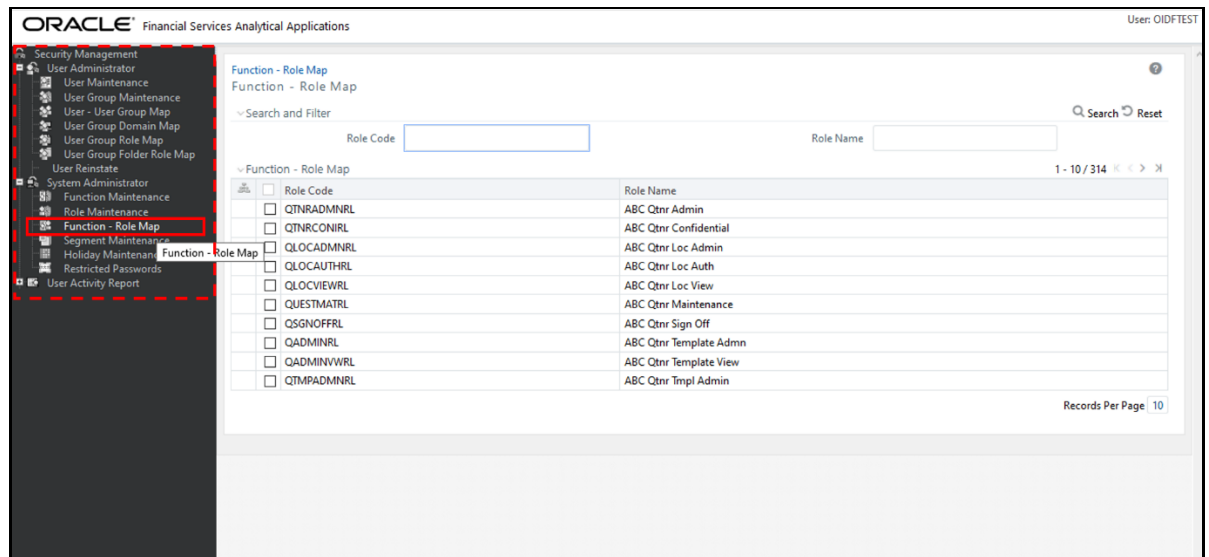 ORACLE® Financial Services Analytical Applications
User: OIDFTEST
Security Management
User Administrator
User Maintenance
User Group Maintenance
User - User Group Map
User Group Domain Map
User Group Role Map
User Group Folder Role Map
User Reinstate
System Administrator
Function Maintenance
Role Maintenance
Function - Role Map
Segment Maintenance
Holiday Maintenanc
Function - Role Map
Restricted Passwords
User Activity Report
Function - Role Map
Function - Role Map
Search and Filter
Search Reset
Role Code
Role Name
Function - Role Map
1 - 10 / 314
Role Code Role Name
QTNRADMNRL ABC Qtnr Admin
QTNRCONIRL ABC Qtnr Confidential
QLOCADMNRL ABC Qtnr Loc Admin
QLOCAUTHRL ABC Qtnr Loc Auth
QLOCVIEWRL ABC Qtnr Loc View
QUESTMATRL ABC Qtnr Maintenance
QSGNOFFRL ABC Qtnr Sign Off
QADMINRL ABC Qtnr Template Admn
QADMINVWRL ABC Qtnr Template View
QTMPADMNRL ABC Qtnr Tmpl Admin
Records Per Page 10